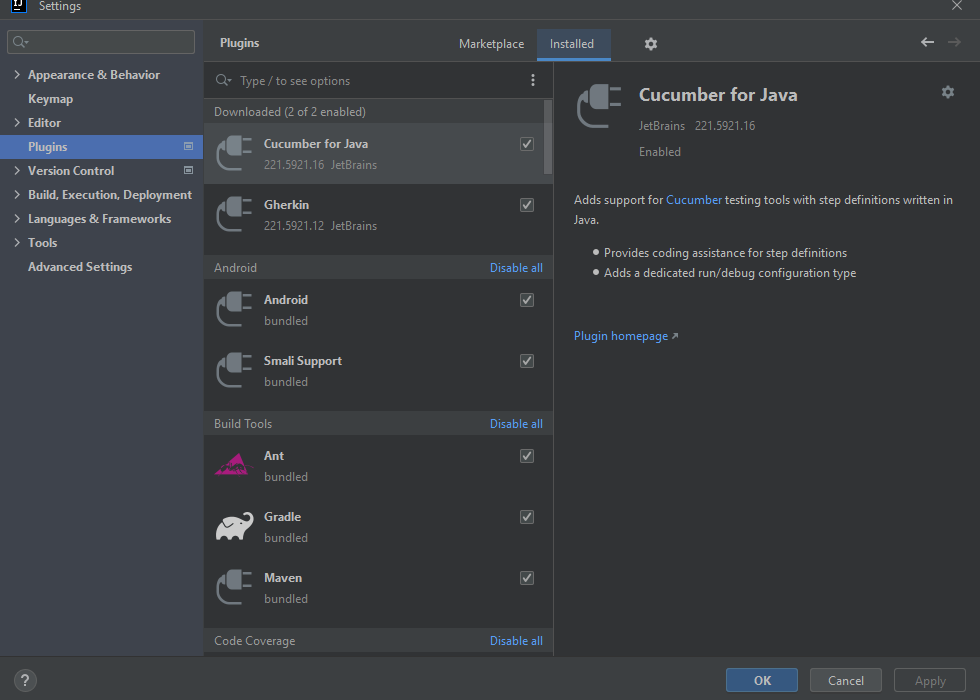 Settings
Plugins
Marketplace
Installed
Appearance & Behavior
Keymap
Editor
Plugins
Version Control
Build, Execution, Deployment
Languages & Frameworks
Tools
Advanced Settings
Type / to see options
Downloaded (2 of 2 enabled)
Cucumber for Java
221.5921.16 JetBrains
Gherkin
221.5921.12 JetBrains
Android Disable all
Android
bundled
Smali Support
bundled
Build Tools Disable all
Ant
bundled
Gradle
bundled
Maven
bundled
Code Coverage Disable all
Cucumber for Java
JetBrains 221.5921.16
Enabled
Adds support for Cucumber testing tools with step definitions written in
Java.
• Provides coding assistance for step definitions
• Adds a dedicated run/debug configuration type
Plugin homepage ↗
?
OK
Cancel
Apply